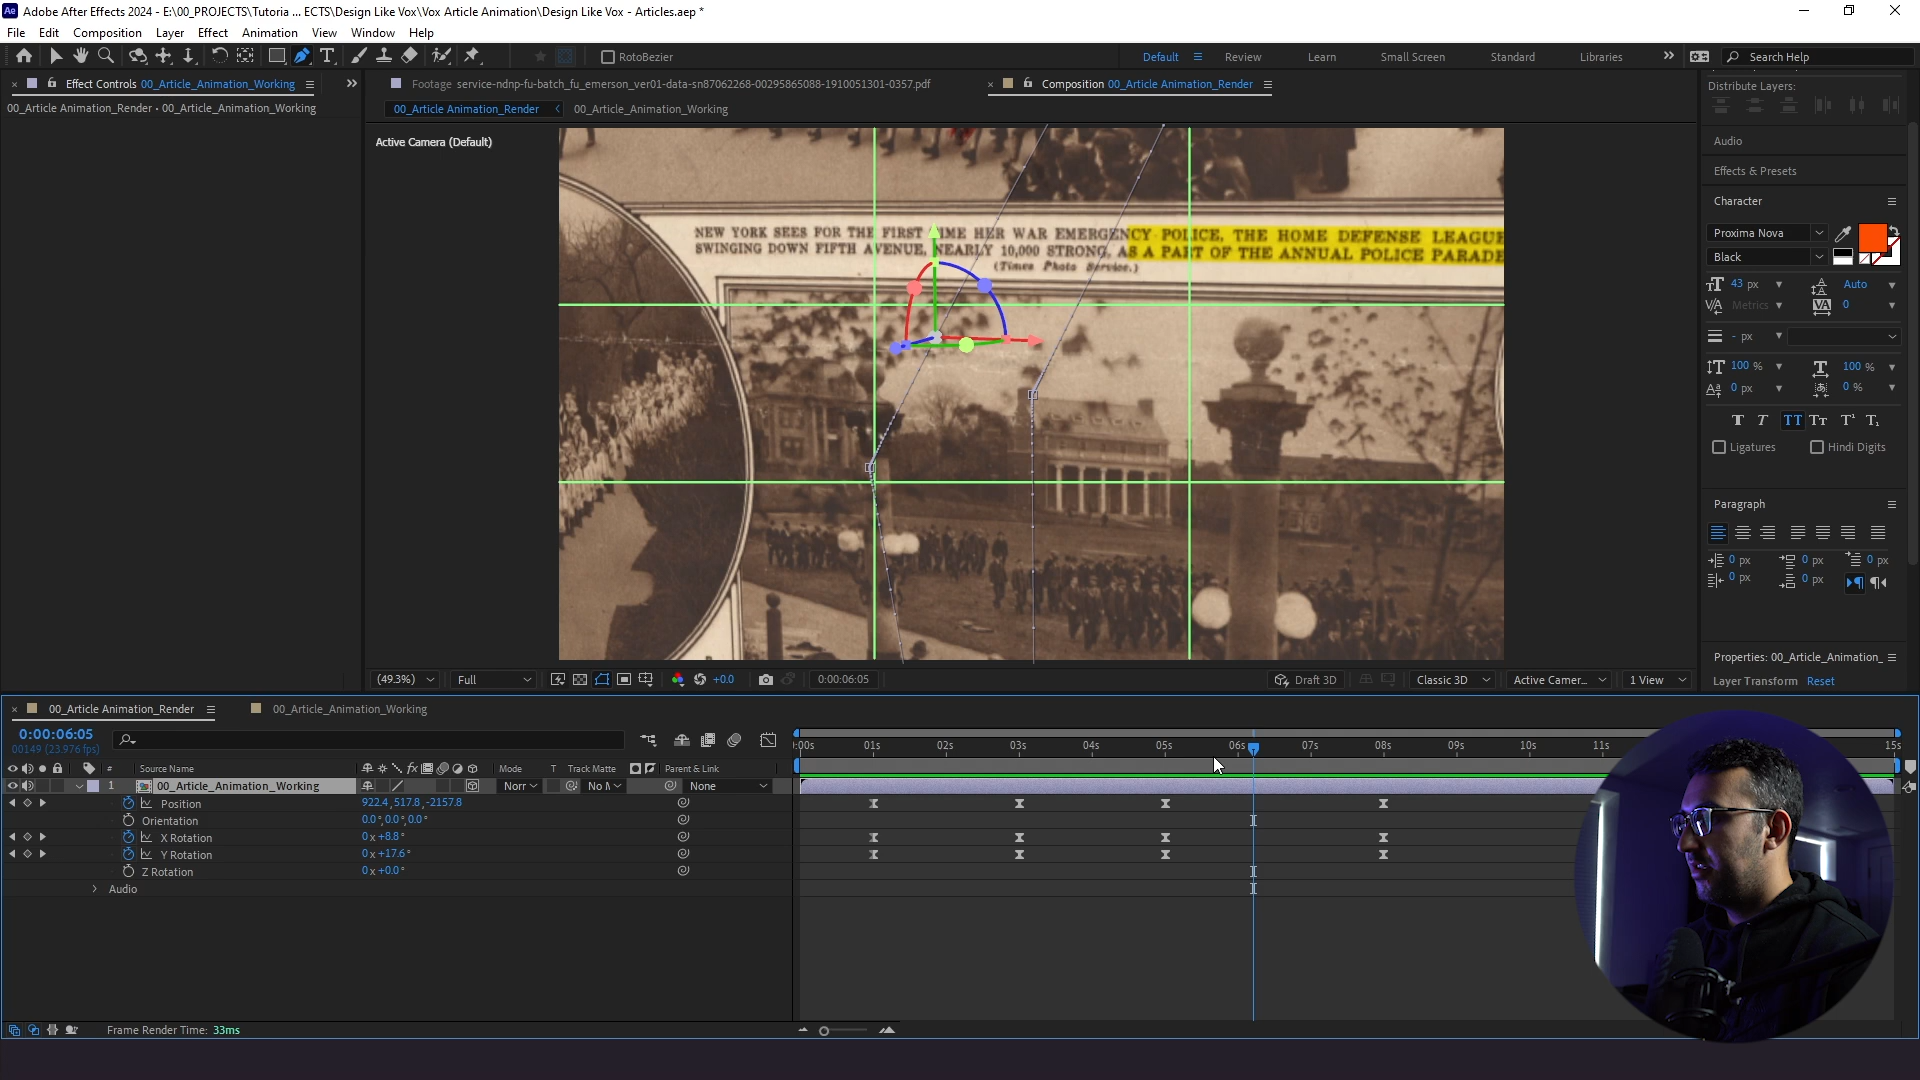 Ae Adobe After Effects 2024 - E:\00_PROJECTS\Tutoria ... ECTS\Design Like Vox\Vox Article Animation\Design Like Vox - Articles.aep *
File Edit Composition Layer Effect Animation View Window Help
RotoBezier Default Review Learn Small Screen Standard Libraries Search Help
Effect Controls 00_Article_Animation_Working
00_Article Animation_Render • 00_Article_Animation_Working
Footage service-ndnp-fu-batch_fu_emerson_ver01-data-sn87062268-00295865088-1910051301-0357.pdf
Composition 00_Article Animation_Render
00_Article Animation_Render 00_Article_Animation_Working
Active Camera (Default)
NEW YORK SEES FOR THE FIRST TIME HER WAR EMERGENCY POLICE, THE HOME DEFENSE LEAGUE
SWINGING DOWN FIFTH AVENUE, NEARLY 10,000 STRONG, AS A PART OF THE ANNUAL POLICE PARADE
(Times Photo Service.)
(49.3%) Full +0.0 0:00:06:05 Draft 3D Classic 3D Active Camer... 1 View
Distribute Layers:
Audio
Effects & Presets
Character
Proxima Nova
Black
43 px Auto
Metrics 0
- px
100 % 100 %
0 px 0 %
T T TT Tt T¹ T₁
Ligatures Hindi Digits
Paragraph
0 px 0 px 0 px
0 px 0 px
Properties: 00_Article_Animation_
Layer Transform Reset
00_Article Animation_Render 00_Article_Animation_Working
0:00:06:05
00149 (23.976 fps)
:00s 01s 02s 03s 04s 05s 06s 07s 08s 09s 10s 11s 15s
# Source Name fx Mode T Track Matte Parent & Link
1 00_Article_Animation_Working Norr No M None
Position 922.4, 517.8, -2157.8
Orientation 0.0°, 0.0°, 0.0°
X Rotation 0 x +8.8°
Y Rotation 0 x +17.6°
Z Rotation 0 x +0.0°
Audio
Frame Render Time: 33ms